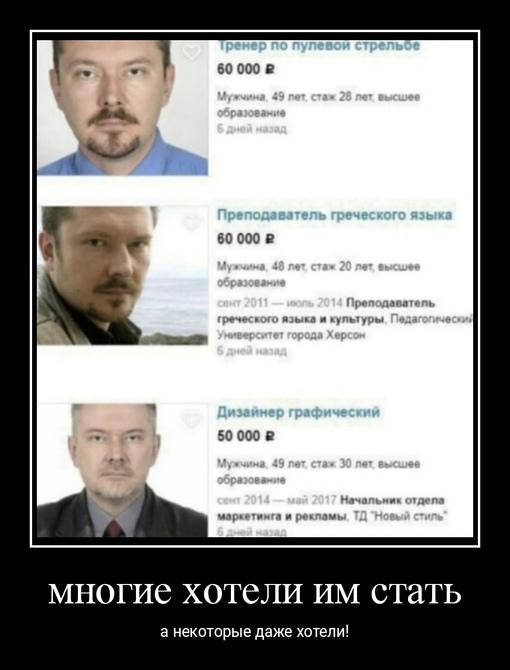 Тренер по пулевой стрельбе
60 000 ₽
Мужчина, 49 лет, стаж 28 лет, высшее
образование
6 дней назад
Преподаватель греческого языка
60 000 ₽
Мужчина, 48 лет, стаж 20 лет, высшее
образование
сент 2011 — июль 2014 Преподаватель
греческого языка и культуры, Педагогический
Университет города Херсон
6 дней назад
Дизайнер графический
50 000 ₽
Мужчина, 49 лет, стаж 30 лет, высшее
образование
сент 2014 — май 2017 Начальник отдела
маркетинга и рекламы, ТД "Новый стиль"
6 дней назад
многие хотели им стать
а некоторые даже хотели!